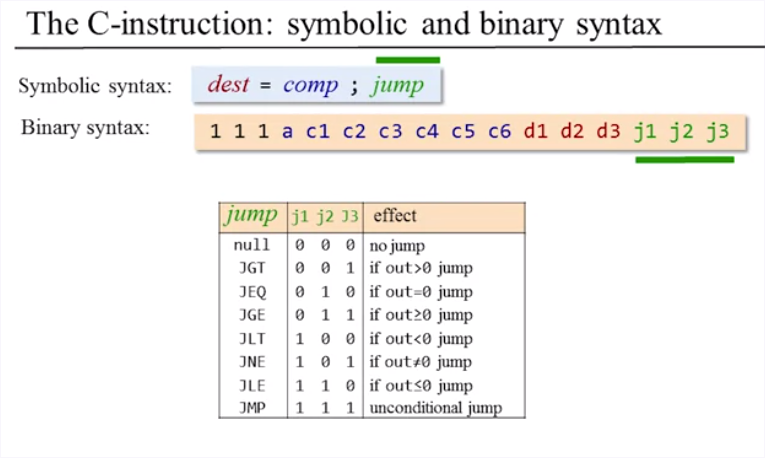 The C-instruction: symbolic and binary syntax
Symbolic syntax: dest = comp ; jump
Binary syntax: 1 1 1 a c1 c2 c3 c4 c5 c6 d1 d2 d3 j1 j2 j3
jump j1 j2 J3 effect
null 0 0 0 no jump
JGT 0 0 1 if out>0 jump
JEQ 0 1 0 if out=0 jump
JGE 0 1 1 if out≥0 jump
JLT 1 0 0 if out<0 jump
JNE 1 0 1 if out≠0 jump
JLE 1 1 0 if out≤0 jump
JMP 1 1 1 unconditional jump